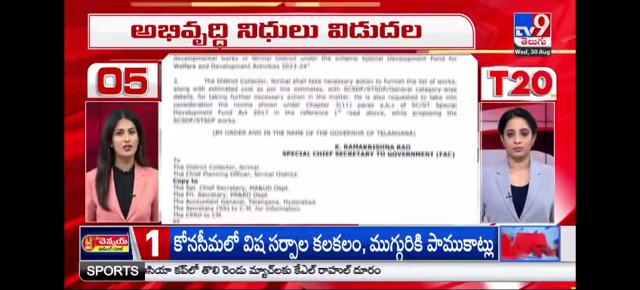 అభివృద్ధి నిధులు విడుదల
TV9
తెలుగు
Wed, 30 Aug
05
T20
developmental works in Nirmal District under the scheme Special Development Fund for
Welfare and Development Activities 2023-24
2. The District Collector, Nirmal shall take necessary action to furnish the list of works,
along with estimated cost as per line estimates, with SCSDF/STSDF/General category-wise
details, for taking further necessary action in the matter. He is also requested to take into
consideration the norms shown under Chapter 3(11) paras a,b,c of SC/ST Special
Development Fund Act 2017 in the reference 1st read above, while proposing the
SCSDF/STSDF works.
(BY ORDER AND IN THE NAME OF THE GOVERNOR OF TELANGANA)
K. RAMAKRISHNA RAO
SPECIAL CHIEF SECRETARY TO GOVERNMENT (FAC)
To
The District Collector, Nirmal
The Chief Planning Officer, Nirmal District.
Copy to
The Spl. Chief Secretary, MA&UD Dept.
The Prl. Secretary, PR&RD Dept.
The Accountant General, Telangana, Hyderabad.
The Secretary to C.M. for information.
The CPRO to CM
చెన్నయ్
షాపింగ్ మాల్
1
కోనసీమలో విష సర్పాల కలకలం, ముగ్గురికి పాముకాట్లు
SPORTS
సియా కప్‌లో తొలి రెండు మ్యాచ్‌లకు కేఎల్ రాహుల్ దూరం